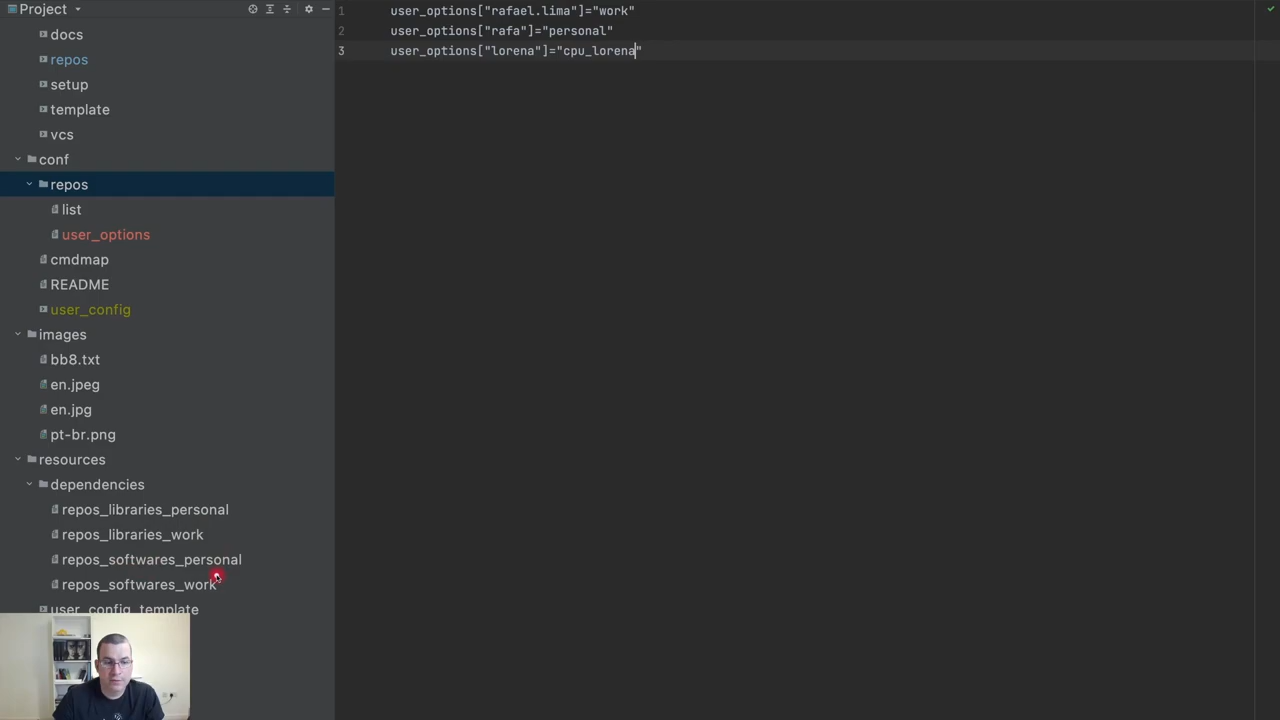 Project
docs
repos
setup
template
vcs
conf
repos
list
user_options
cmdmap
README
user_config
images
bb8.txt
en.jpeg
en.jpg
pt-br.png
resources
dependencies
repos_libraries_personal
repos_libraries_work
repos_softwares_personal
repos_softwares_work
user_config_template
1 user_options["rafael.lima"]="work"
2 user_options["rafa"]="personal"
3 user_options["lorena"]="cpu_lorena"